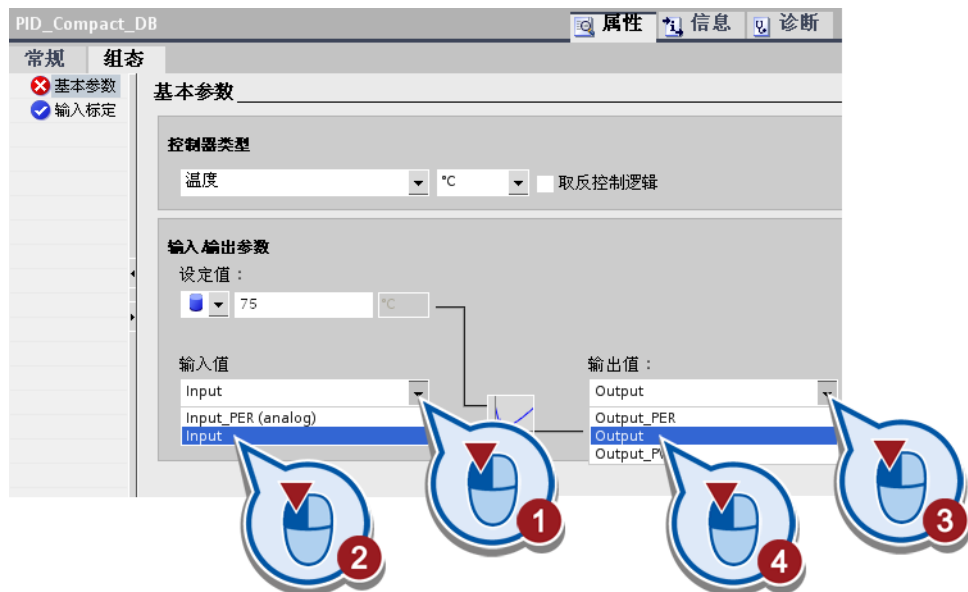 PID_Compact_DB
属性 信息 诊断
常规 组态
基本参数
输入标定
基本参数
控制器类型
温度 °C 取反控制逻辑
输入/输出参数
设定值：
75 °C
输入值
Input
Input_PER (analog)
Input
输出值：
Output
Output_PER
Output
1
2
3
4